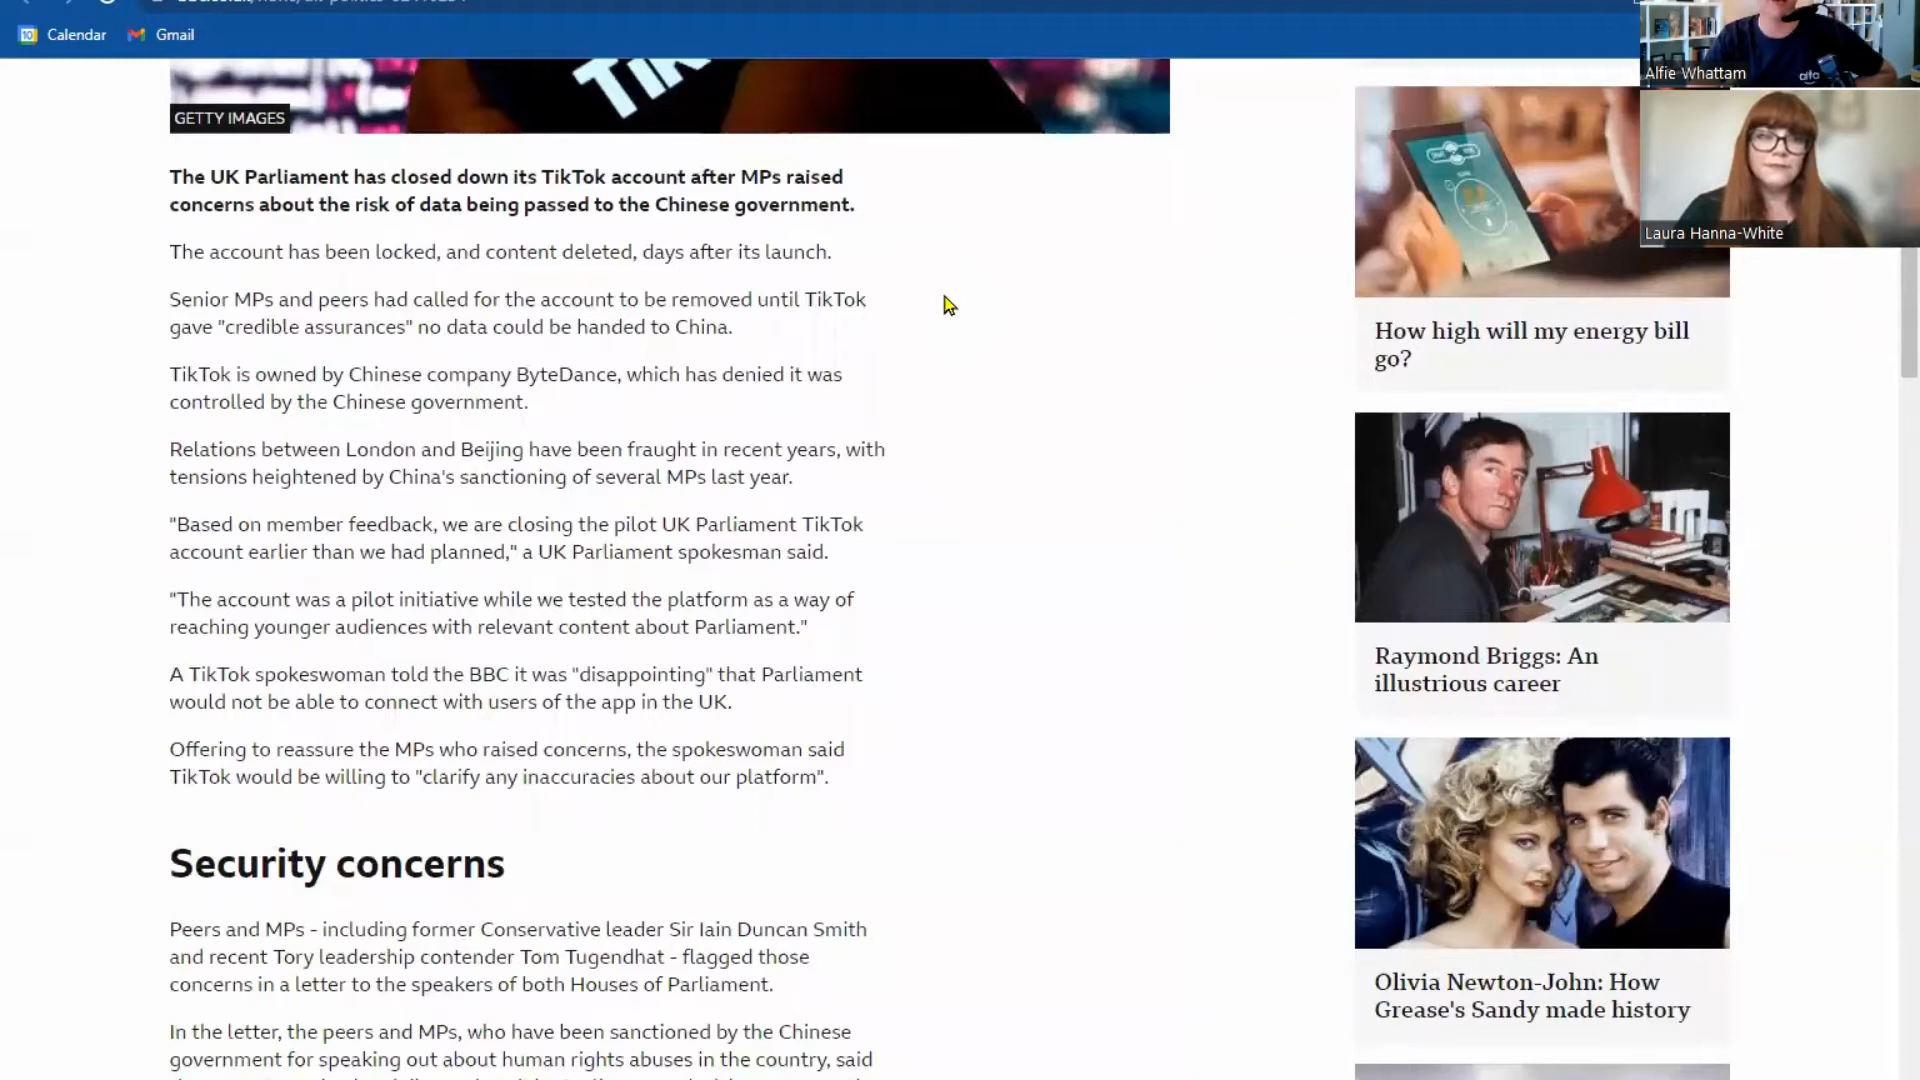 Calendar
Gmail
GETTY IMAGES
The UK Parliament has closed down its TikTok account after MPs raised
concerns about the risk of data being passed to the Chinese government.
The account has been locked, and content deleted, days after its launch.
Senior MPs and peers had called for the account to be removed until TikTok
gave "credible assurances" no data could be handed to China.
TikTok is owned by Chinese company ByteDance, which has denied it was
controlled by the Chinese government.
Relations between London and Beijing have been fraught in recent years, with
tensions heightened by China's sanctioning of several MPs last year.
"Based on member feedback, we are closing the pilot UK Parliament TikTok
account earlier than we had planned," a UK Parliament spokesman said.
"The account was a pilot initiative while we tested the platform as a way of
reaching younger audiences with relevant content about Parliament."
A TikTok spokeswoman told the BBC it was "disappointing" that Parliament
would not be able to connect with users of the app in the UK.
Offering to reassure the MPs who raised concerns, the spokeswoman said
TikTok would be willing to "clarify any inaccuracies about our platform".
Security concerns
Peers and MPs - including former Conservative leader Sir Iain Duncan Smith
and recent Tory leadership contender Tom Tugendhat - flagged those
concerns in a letter to the speakers of both Houses of Parliament.
In the letter, the peers and MPs, who have been sanctioned by the Chinese
government for speaking out about human rights abuses in the country, said
Alfie Whattam
Laura Hanna-White
How high will my energy bill
go?
Raymond Briggs: An
illustrious career
Olivia Newton-John: How
Grease's Sandy made history